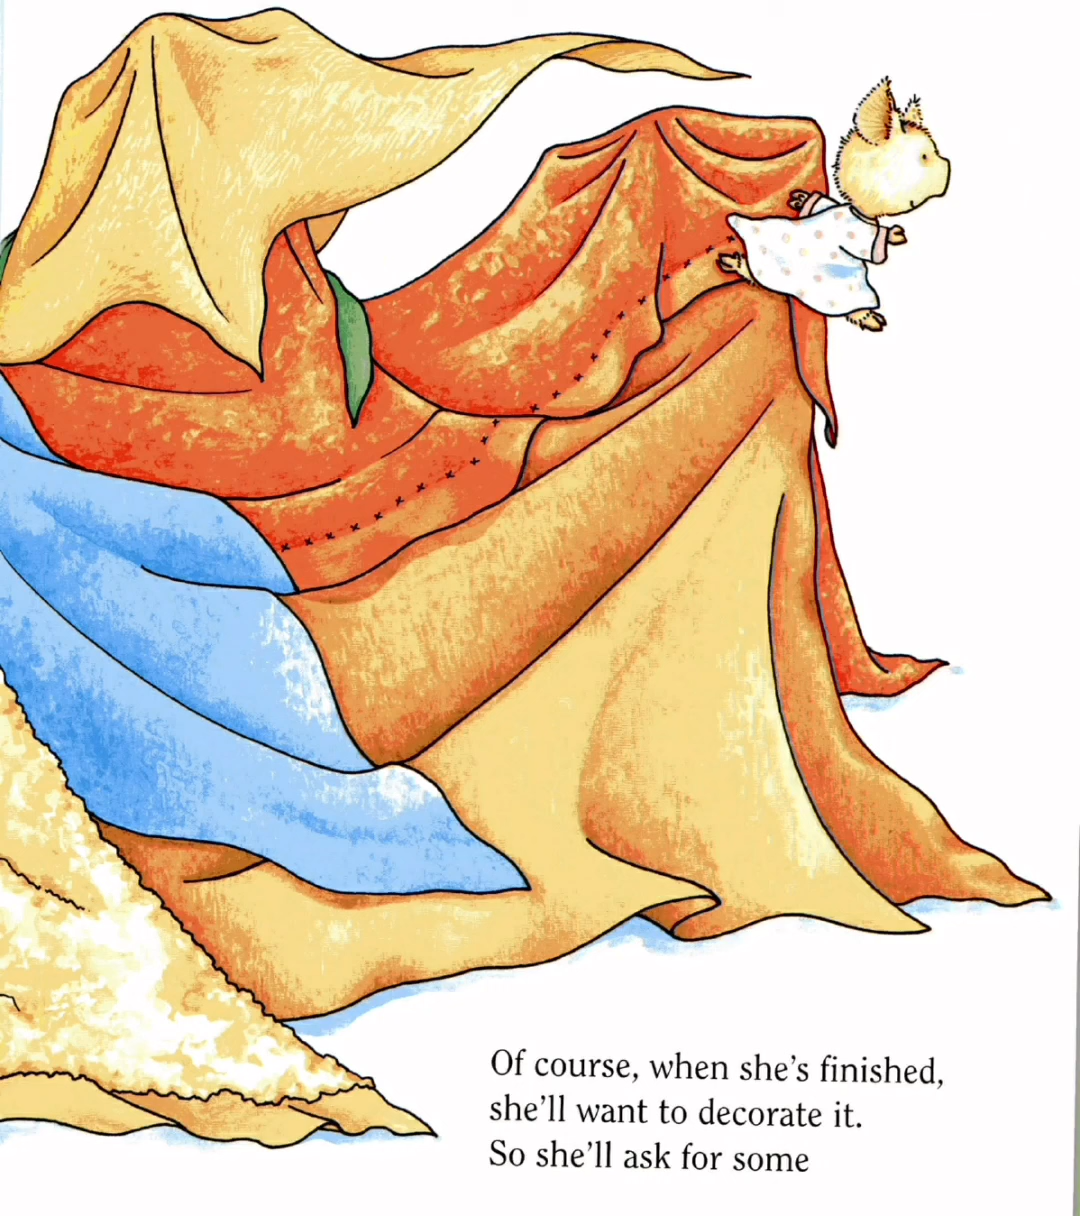 Of course, when she's finished,
she'll want to decorate it.
So she'll ask for some